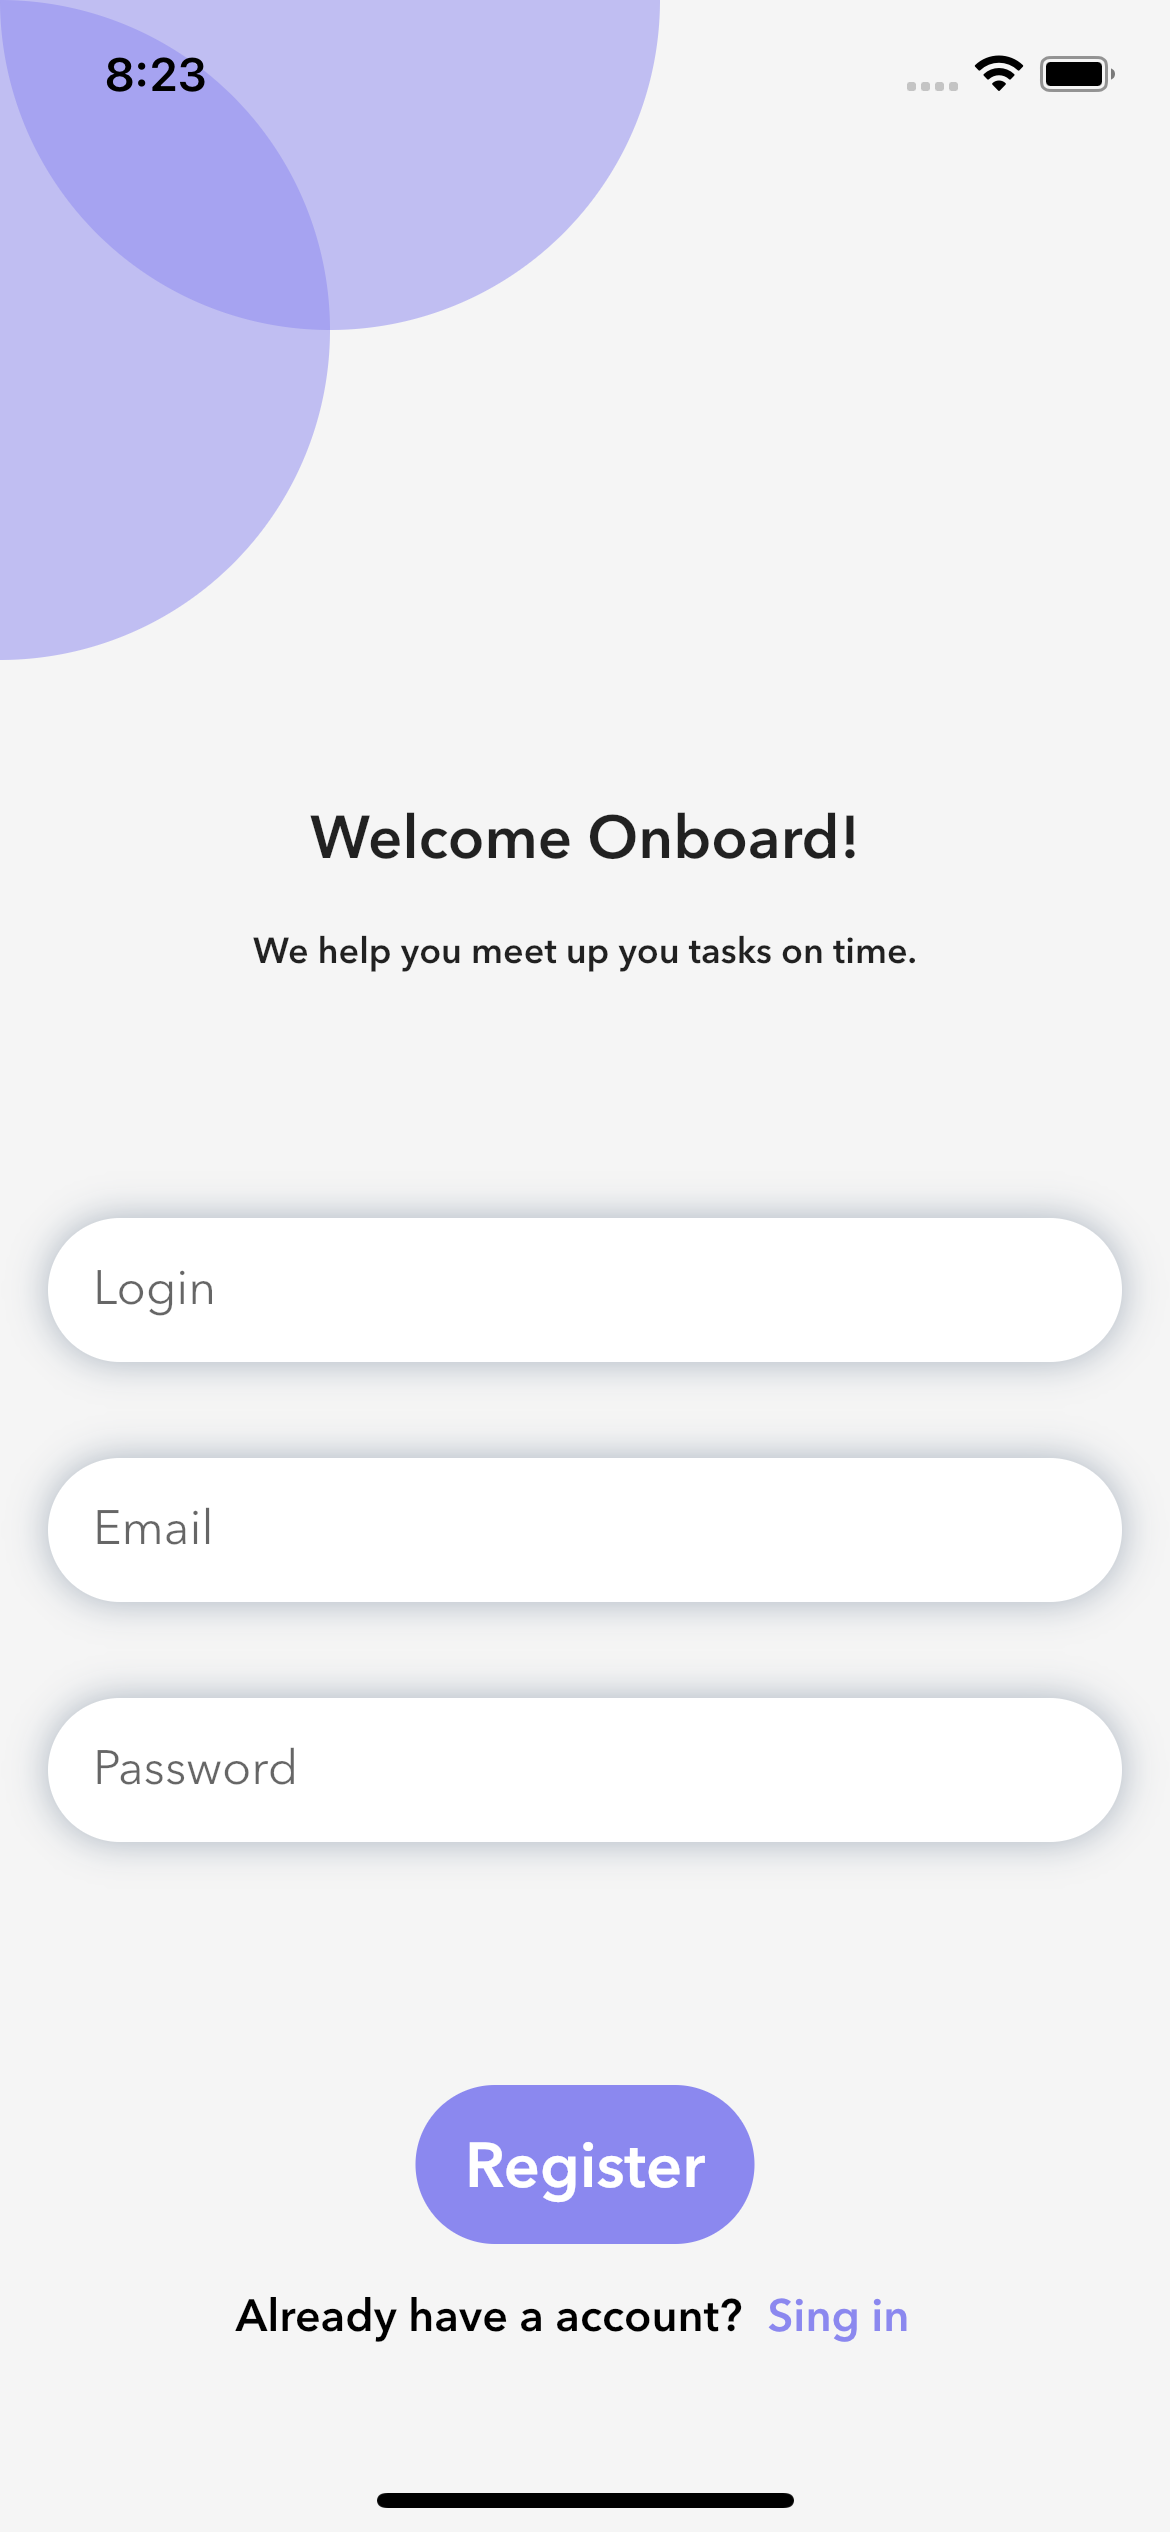 8:23
Welcome Onboard!
We help you meet up you tasks on time.
Login
Email
Password
Register
Already have a account? Sing in